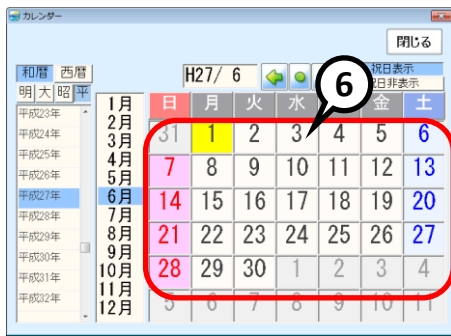 カレンダー
閉じる
和暦 西暦
H27/ 6
祝日表示
祝日非表示
明 大 昭 平
平成23年
平成24年
平成25年
平成26年
平成27年
平成28年
平成29年
平成30年
平成31年
平成32年
1月
2月
3月
4月
5月
6月
7月
8月
9月
10月
11月
12月
6
日 月 火 水 金 土
31 1 2 3 4 5 6
7 8 9 10 11 12 13
14 15 16 17 18 19 20
21 22 23 24 25 26 27
28 29 30 1 2 3 4
5 6 7 8 9 10 11